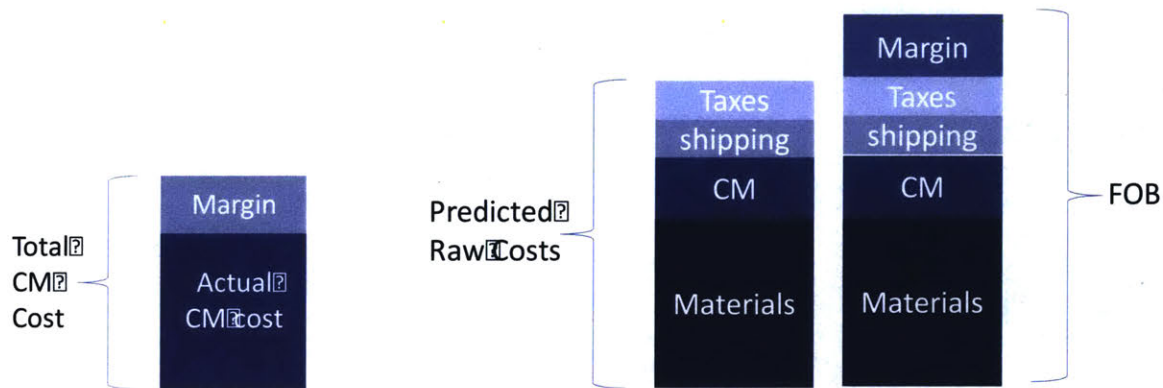 Total⍰
CM⍰
Cost
Margin
Actual⍰
CM⍰cost
Predicted⍰
Raw⍰Costs
Taxes
shipping
CM
Materials
Margin
Taxes
shipping
CM
Materials
FOB